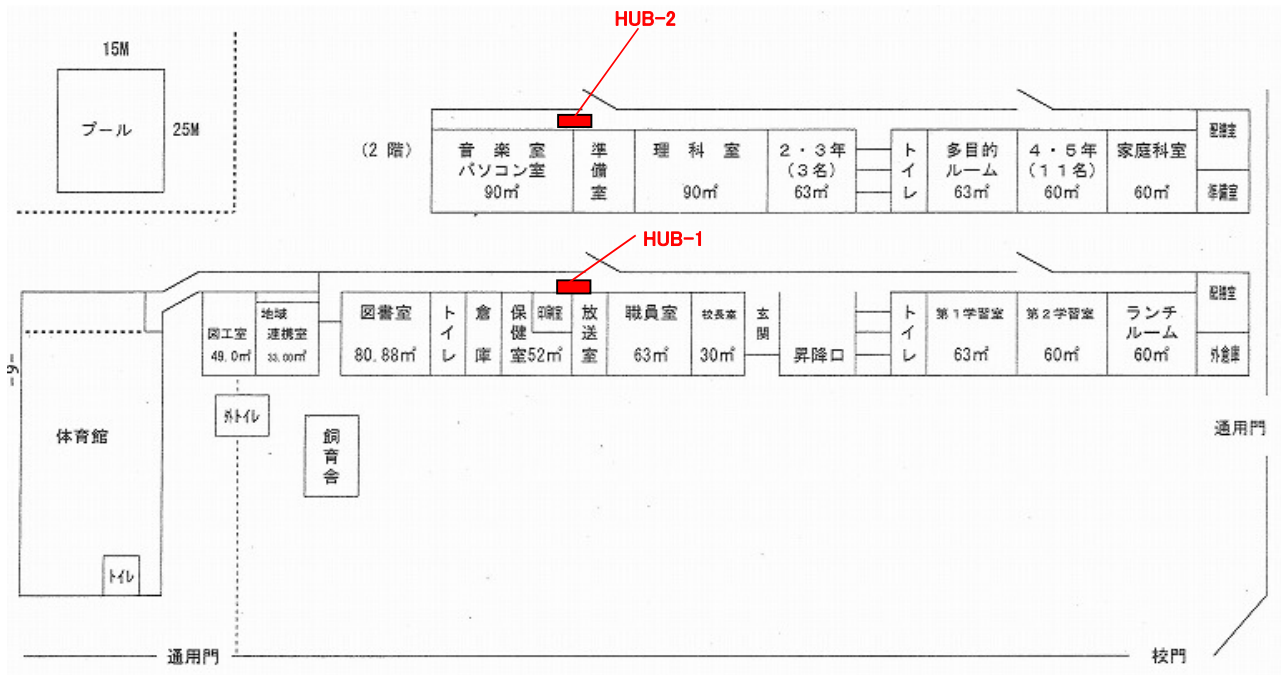 HUB-2
15M
プール
25M
(2 階)
音 楽 室
パソコン室
90㎡
準備室
理 科 室
90㎡
2・3年
(3名)
63㎡
トイレ
多目的
ルーム
63㎡
4・5年
(11名)
60㎡
家庭科室
60㎡
配膳室
準備室
HUB-1
図工室
49.0㎡
地域
連携室
33.00㎡
図書室
80.88㎡
トイレ
倉庫
保健室
印刷室
52㎡
放送室
職員室
63㎡
校長室
30㎡
玄関
昇降口
トイレ
第1学習室
63㎡
第2学習室
60㎡
ランチ
ルーム
60㎡
配膳室
外倉庫
-6-
体育館
外トイレ
飼育舎
トイレ
通用門
通用門
校門